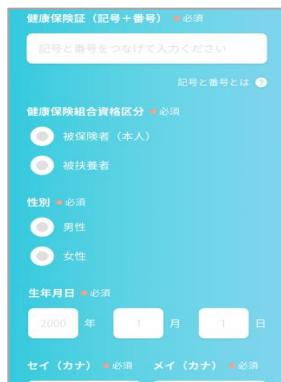 健康保険証（記号＋番号） ●必須
記号と番号をつなげて入力ください
記号と番号とは ?
健康保険組合資格区分 ●必須
被保険者（本人）
被扶養者
性別 ●必須
男性
女性
生年月日 ●必須
2000 年 1 月 1 日
セイ（カナ） ●必須 メイ（カナ） ●必須